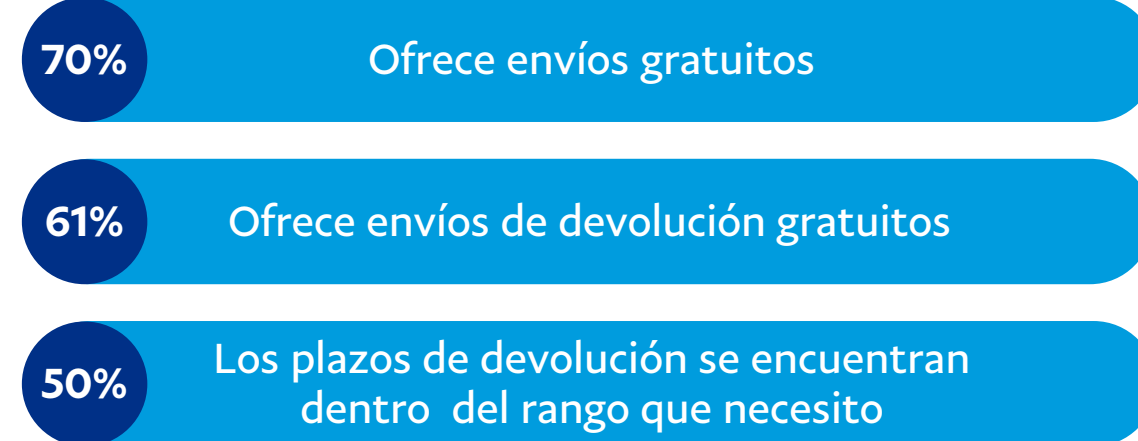 70%
Ofrece envíos gratuitos
61%
Ofrece envíos de devolución gratuitos
50%
Los plazos de devolución se encuentran
dentro  del rango que necesito